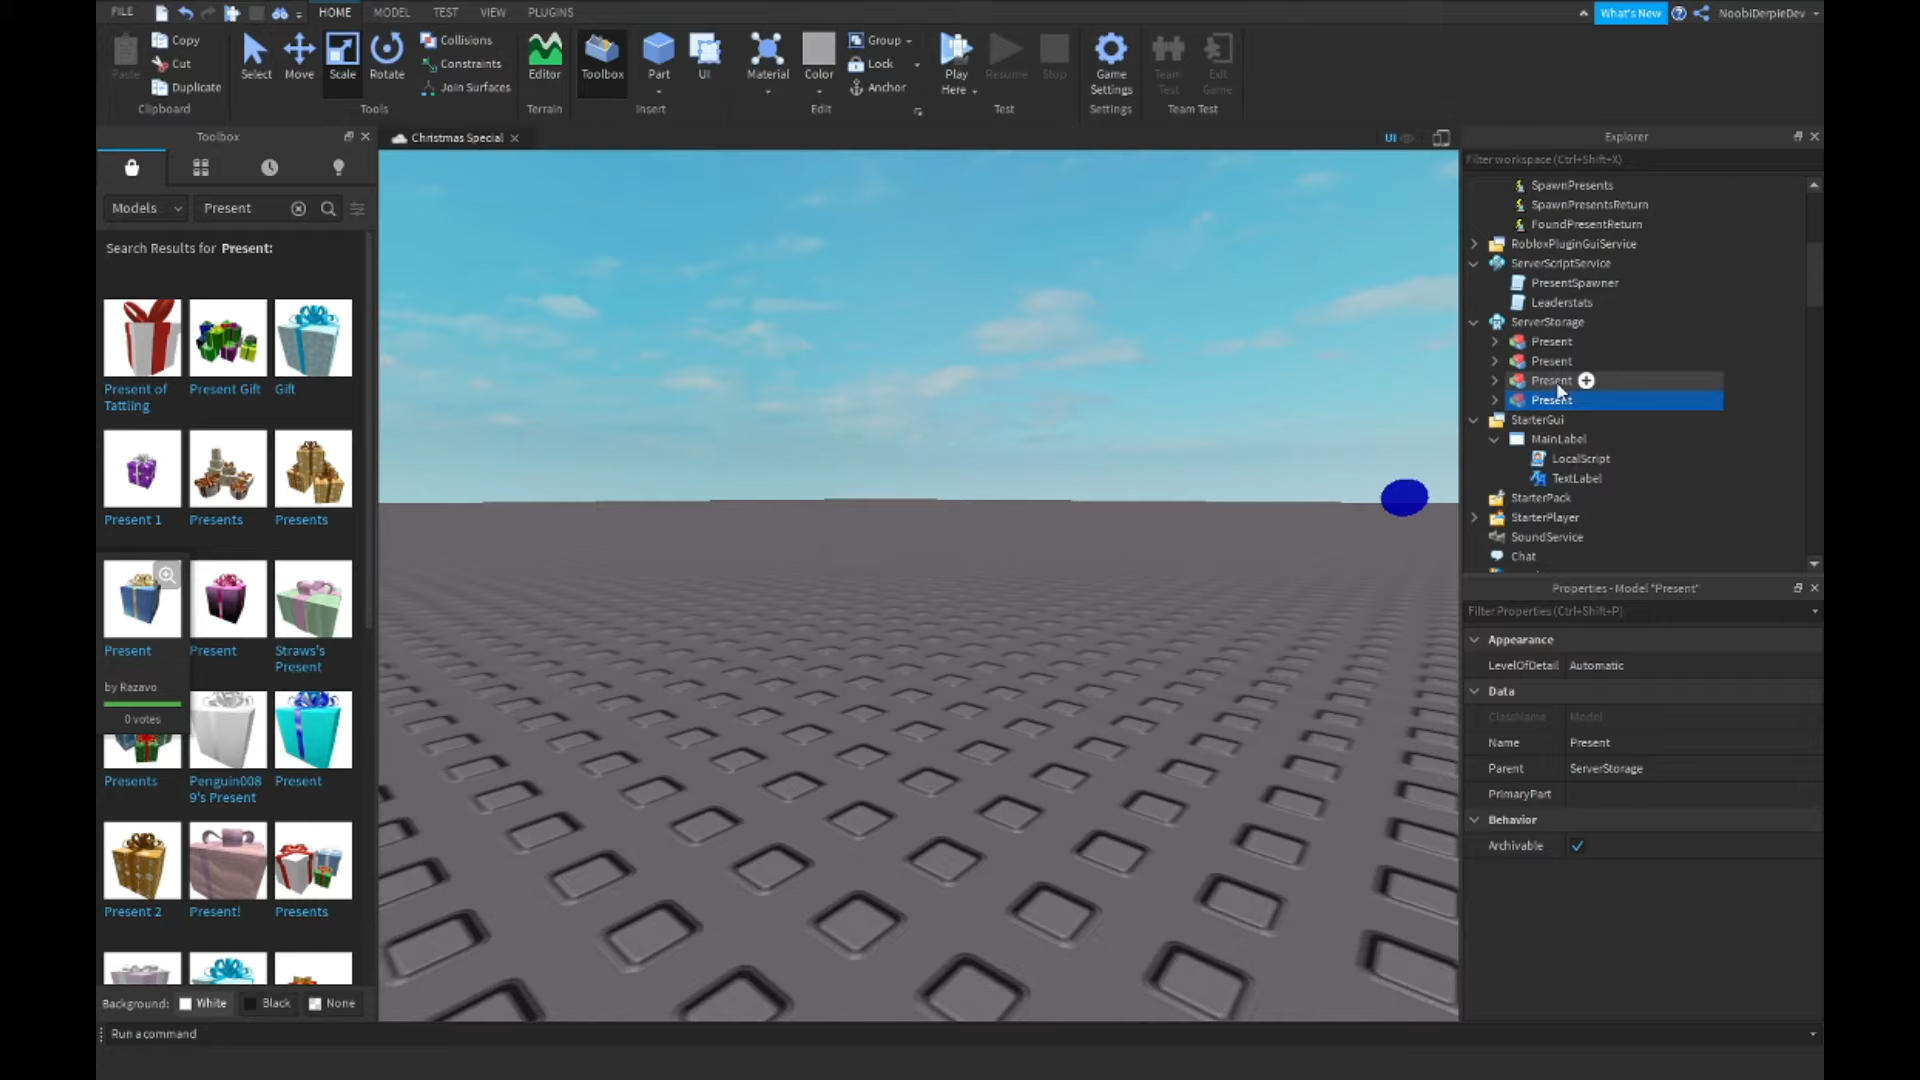 FILE
HOME
MODEL
TEST
VIEW
PLUGINS
What's New
NoobiDerpieDev
Paste
Copy
Cut
Duplicate
Clipboard
Select
Move
Scale
Rotate
Tools
Collisions
Constraints
Join Surfaces
Editor
Terrain
Toolbox
Part
UI
Insert
Material
Color
Group
Lock
Anchor
Edit
Play
Here
Resume
Stop
Test
Game
Settings
Settings
Team
Test
Exit
Game
Team Test
Toolbox
Christmas Special
UI
Explorer
Models
Present
Search Results for Present:
Present of
Tattling
Present Gift
Gift
Present 1
Presents
Presents
Present
Present
Straws's
Present
by Razavo
0 votes
Presents
Penguin008
9's Present
Present
Present 2
Present!
Presents
Background:
White
Black
None
Run a command
Filter workspace (Ctrl+Shift+X)
SpawnPresents
SpawnPresentsReturn
FoundPresentReturn
RobloxPluginGuiService
ServerScriptService
PresentSpawner
Leaderstats
ServerStorage
Present
Present
Present
Present
StarterGui
MainLabel
LocalScript
TextLabel
StarterPack
StarterPlayer
SoundService
Chat
Properties - Model "Present"
Filter Properties (Ctrl+Shift+P)
Appearance
LevelOfDetail Automatic
Data
ClassName Model
Name Present
Parent ServerStorage
PrimaryPart
Behavior
Archivable